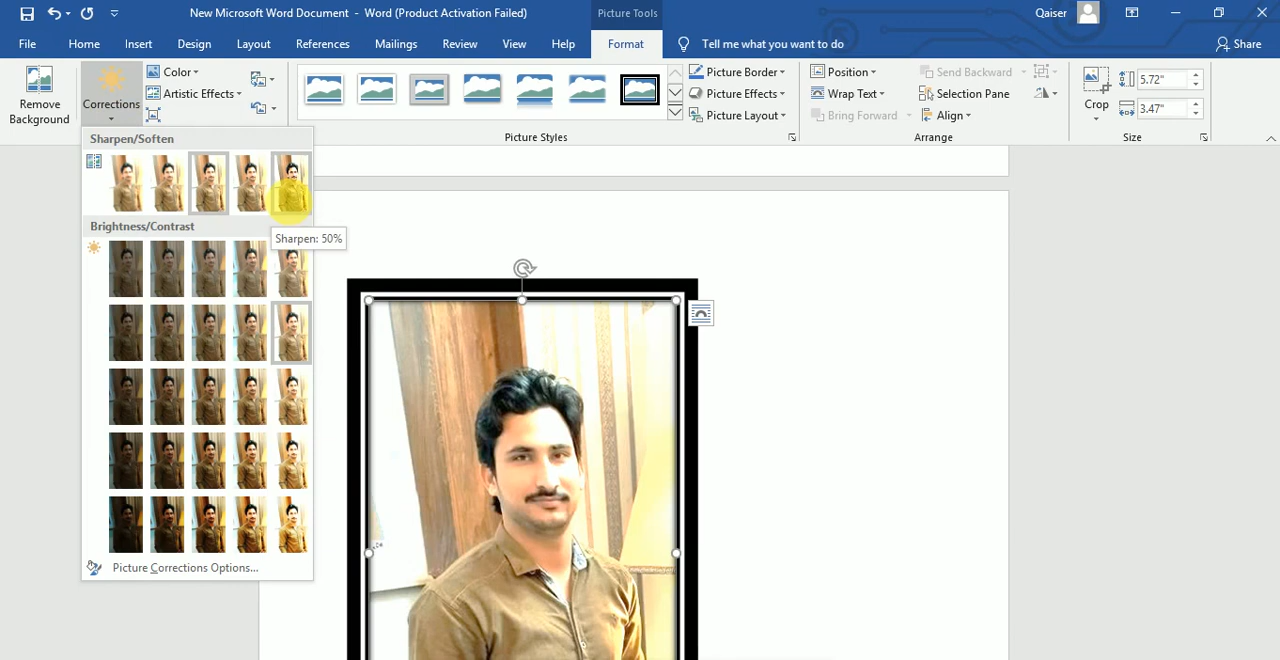 New Microsoft Word Document - Word (Product Activation Failed)
Picture Tools
Qaiser
File
Home
Insert
Design
Layout
References
Mailings
Review
View
Help
Format
Tell me what you want to do
Share
Remove
Background
Corrections
Color
Artistic Effects
Picture Border
Picture Effects
Picture Layout
Position
Wrap Text
Bring Forward
Send Backward
Selection Pane
Align
Crop
5.72"
3.47"
Picture Styles
Arrange
Size
Sharpen/Soften
Brightness/Contrast
Sharpen: 50%
Picture Corrections Options...